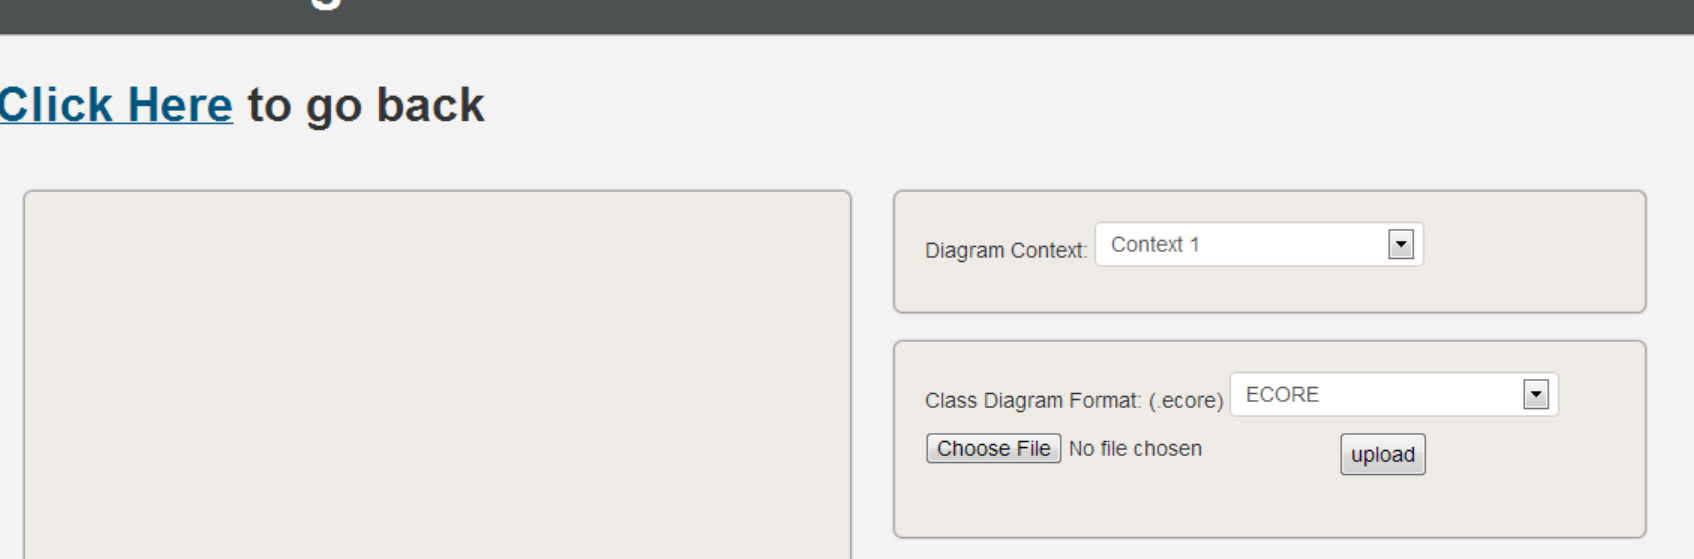 Click Here to go back
Diagram Context: Context 1
Class Diagram Format: (.ecore) ECORE
Choose File No file chosen upload